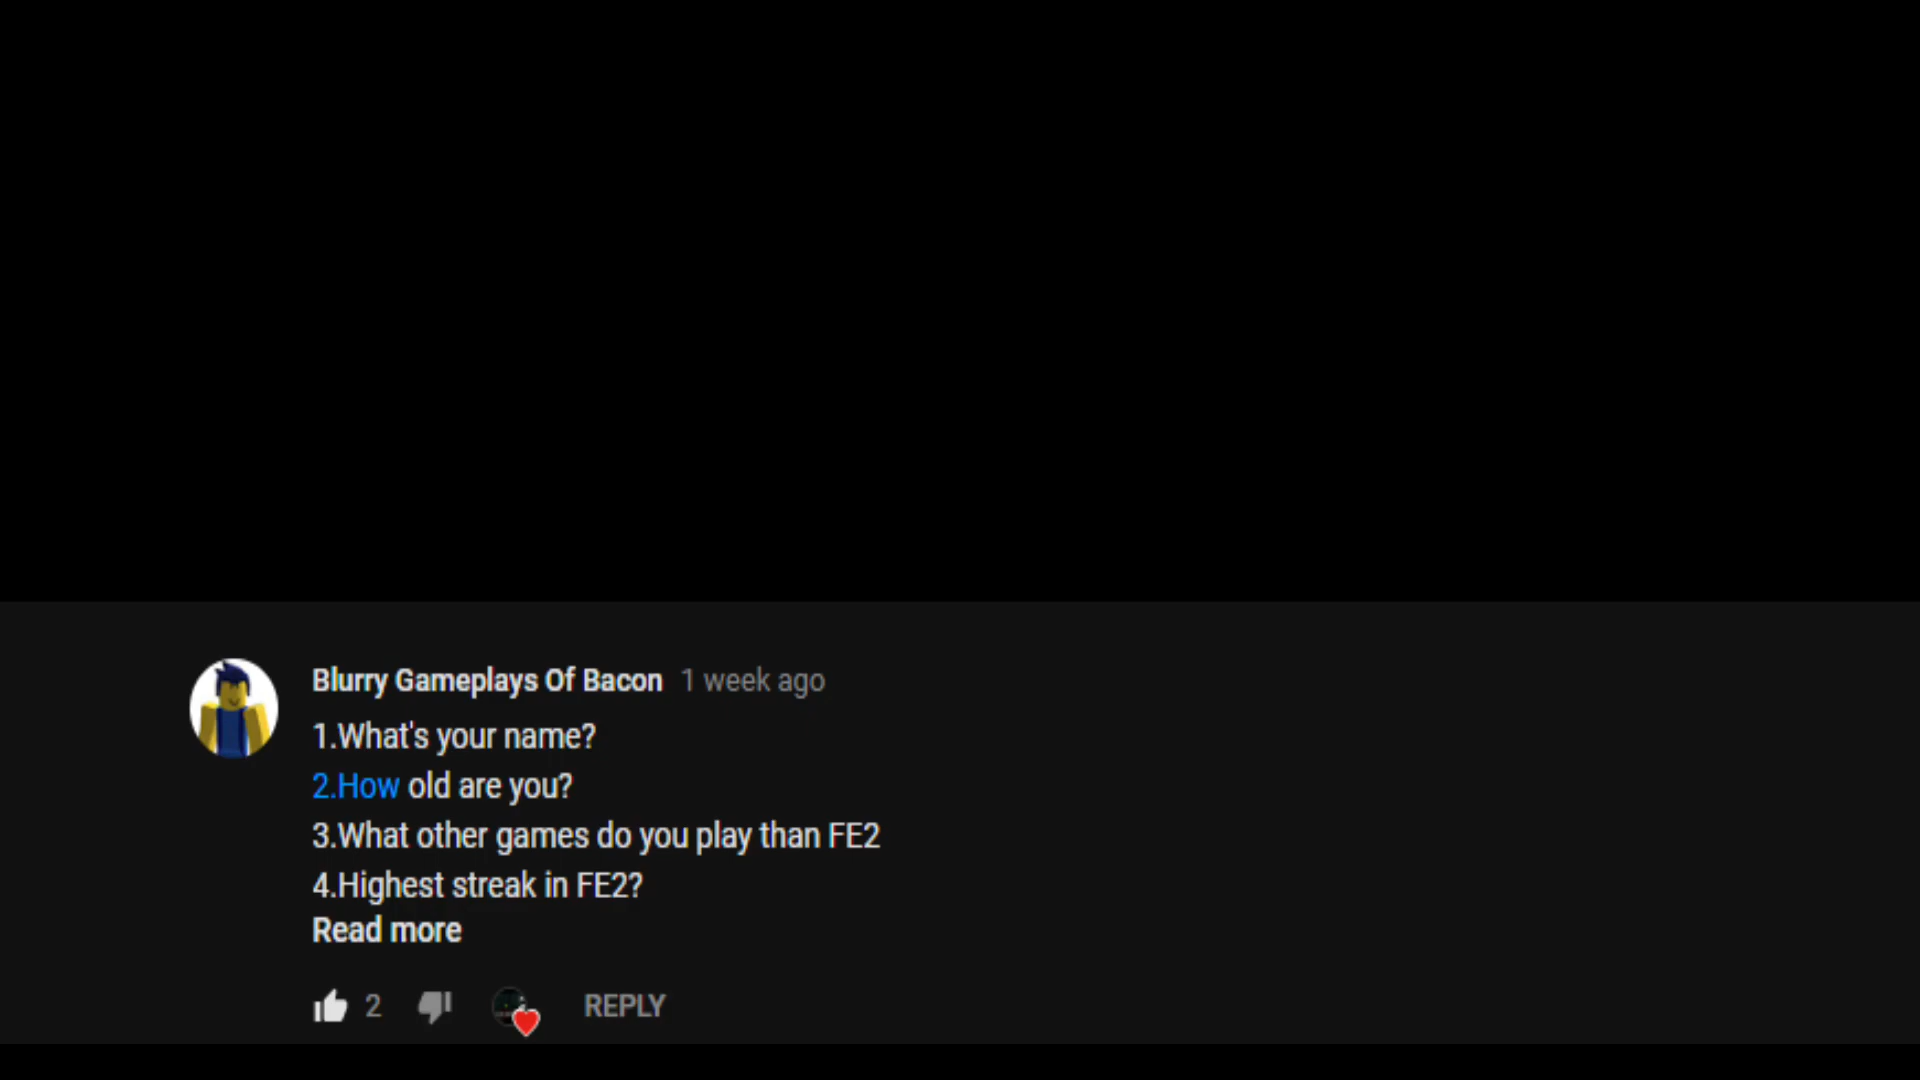 Blurry Gameplays Of Bacon 1 week ago
1.What's your name?
2.How old are you?
3.What other games do you play than FE2
4.Highest streak in FE2?
Read more
2 REPLY